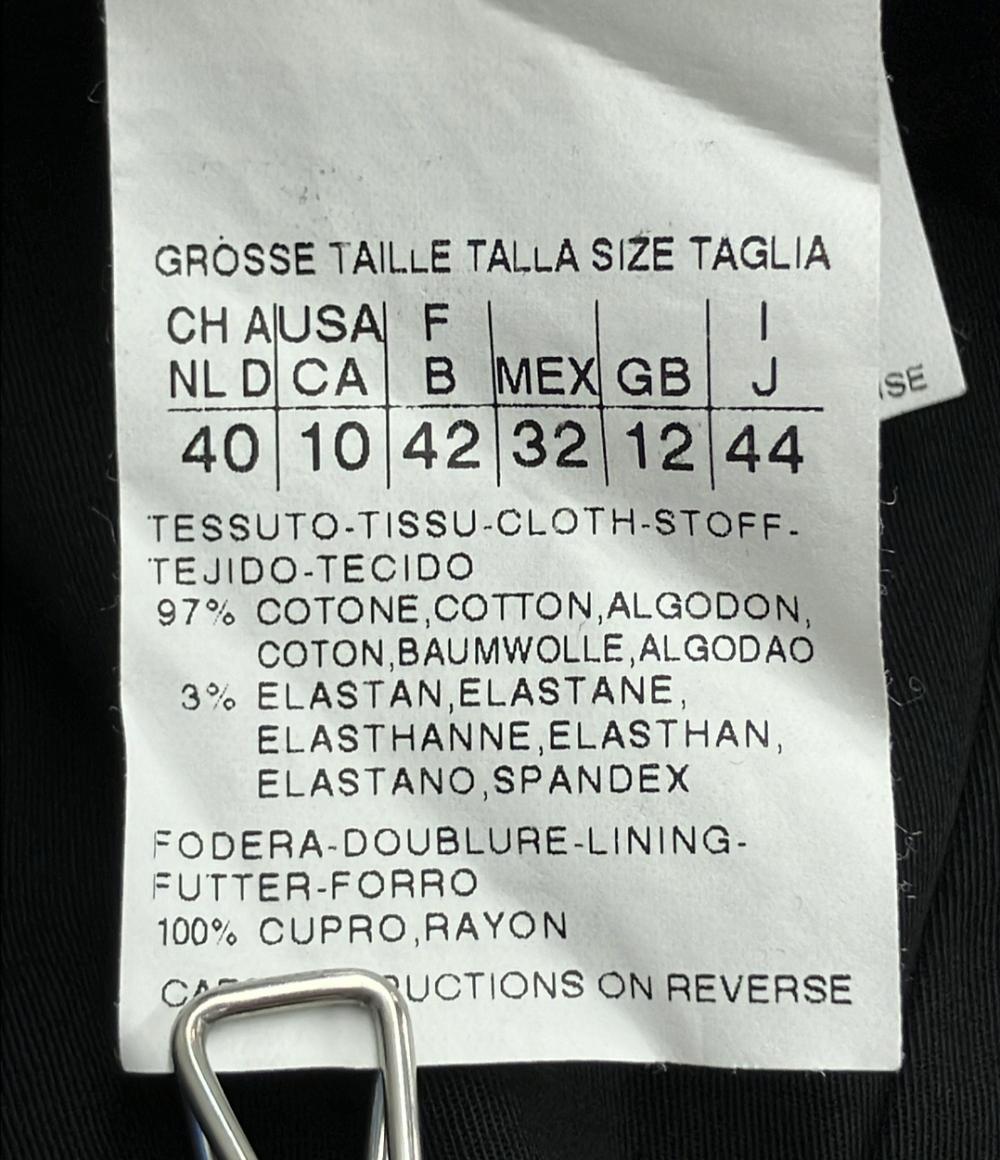 GRÖSSE TAILLE TALLA SIZE TAGLIA
CH A USA F I
NL D CA B MEX GB J
40 10 42 32 12 44
TESSUTO-TISSU-CLOTH-STOFF-
TEJIDO-TECIDO
97% COTONE,COTTON,ALGODON,
COTON,BAUMWOLLE,ALGODAO
3% ELASTAN,ELASTANE,
ELASTHANNE,ELASTHAN,
ELASTANO,SPANDEX
FODERA-DOUBLURE-LINING-
FUTTER-FORRO
100% CUPRO,RAYON
ON REVERSE